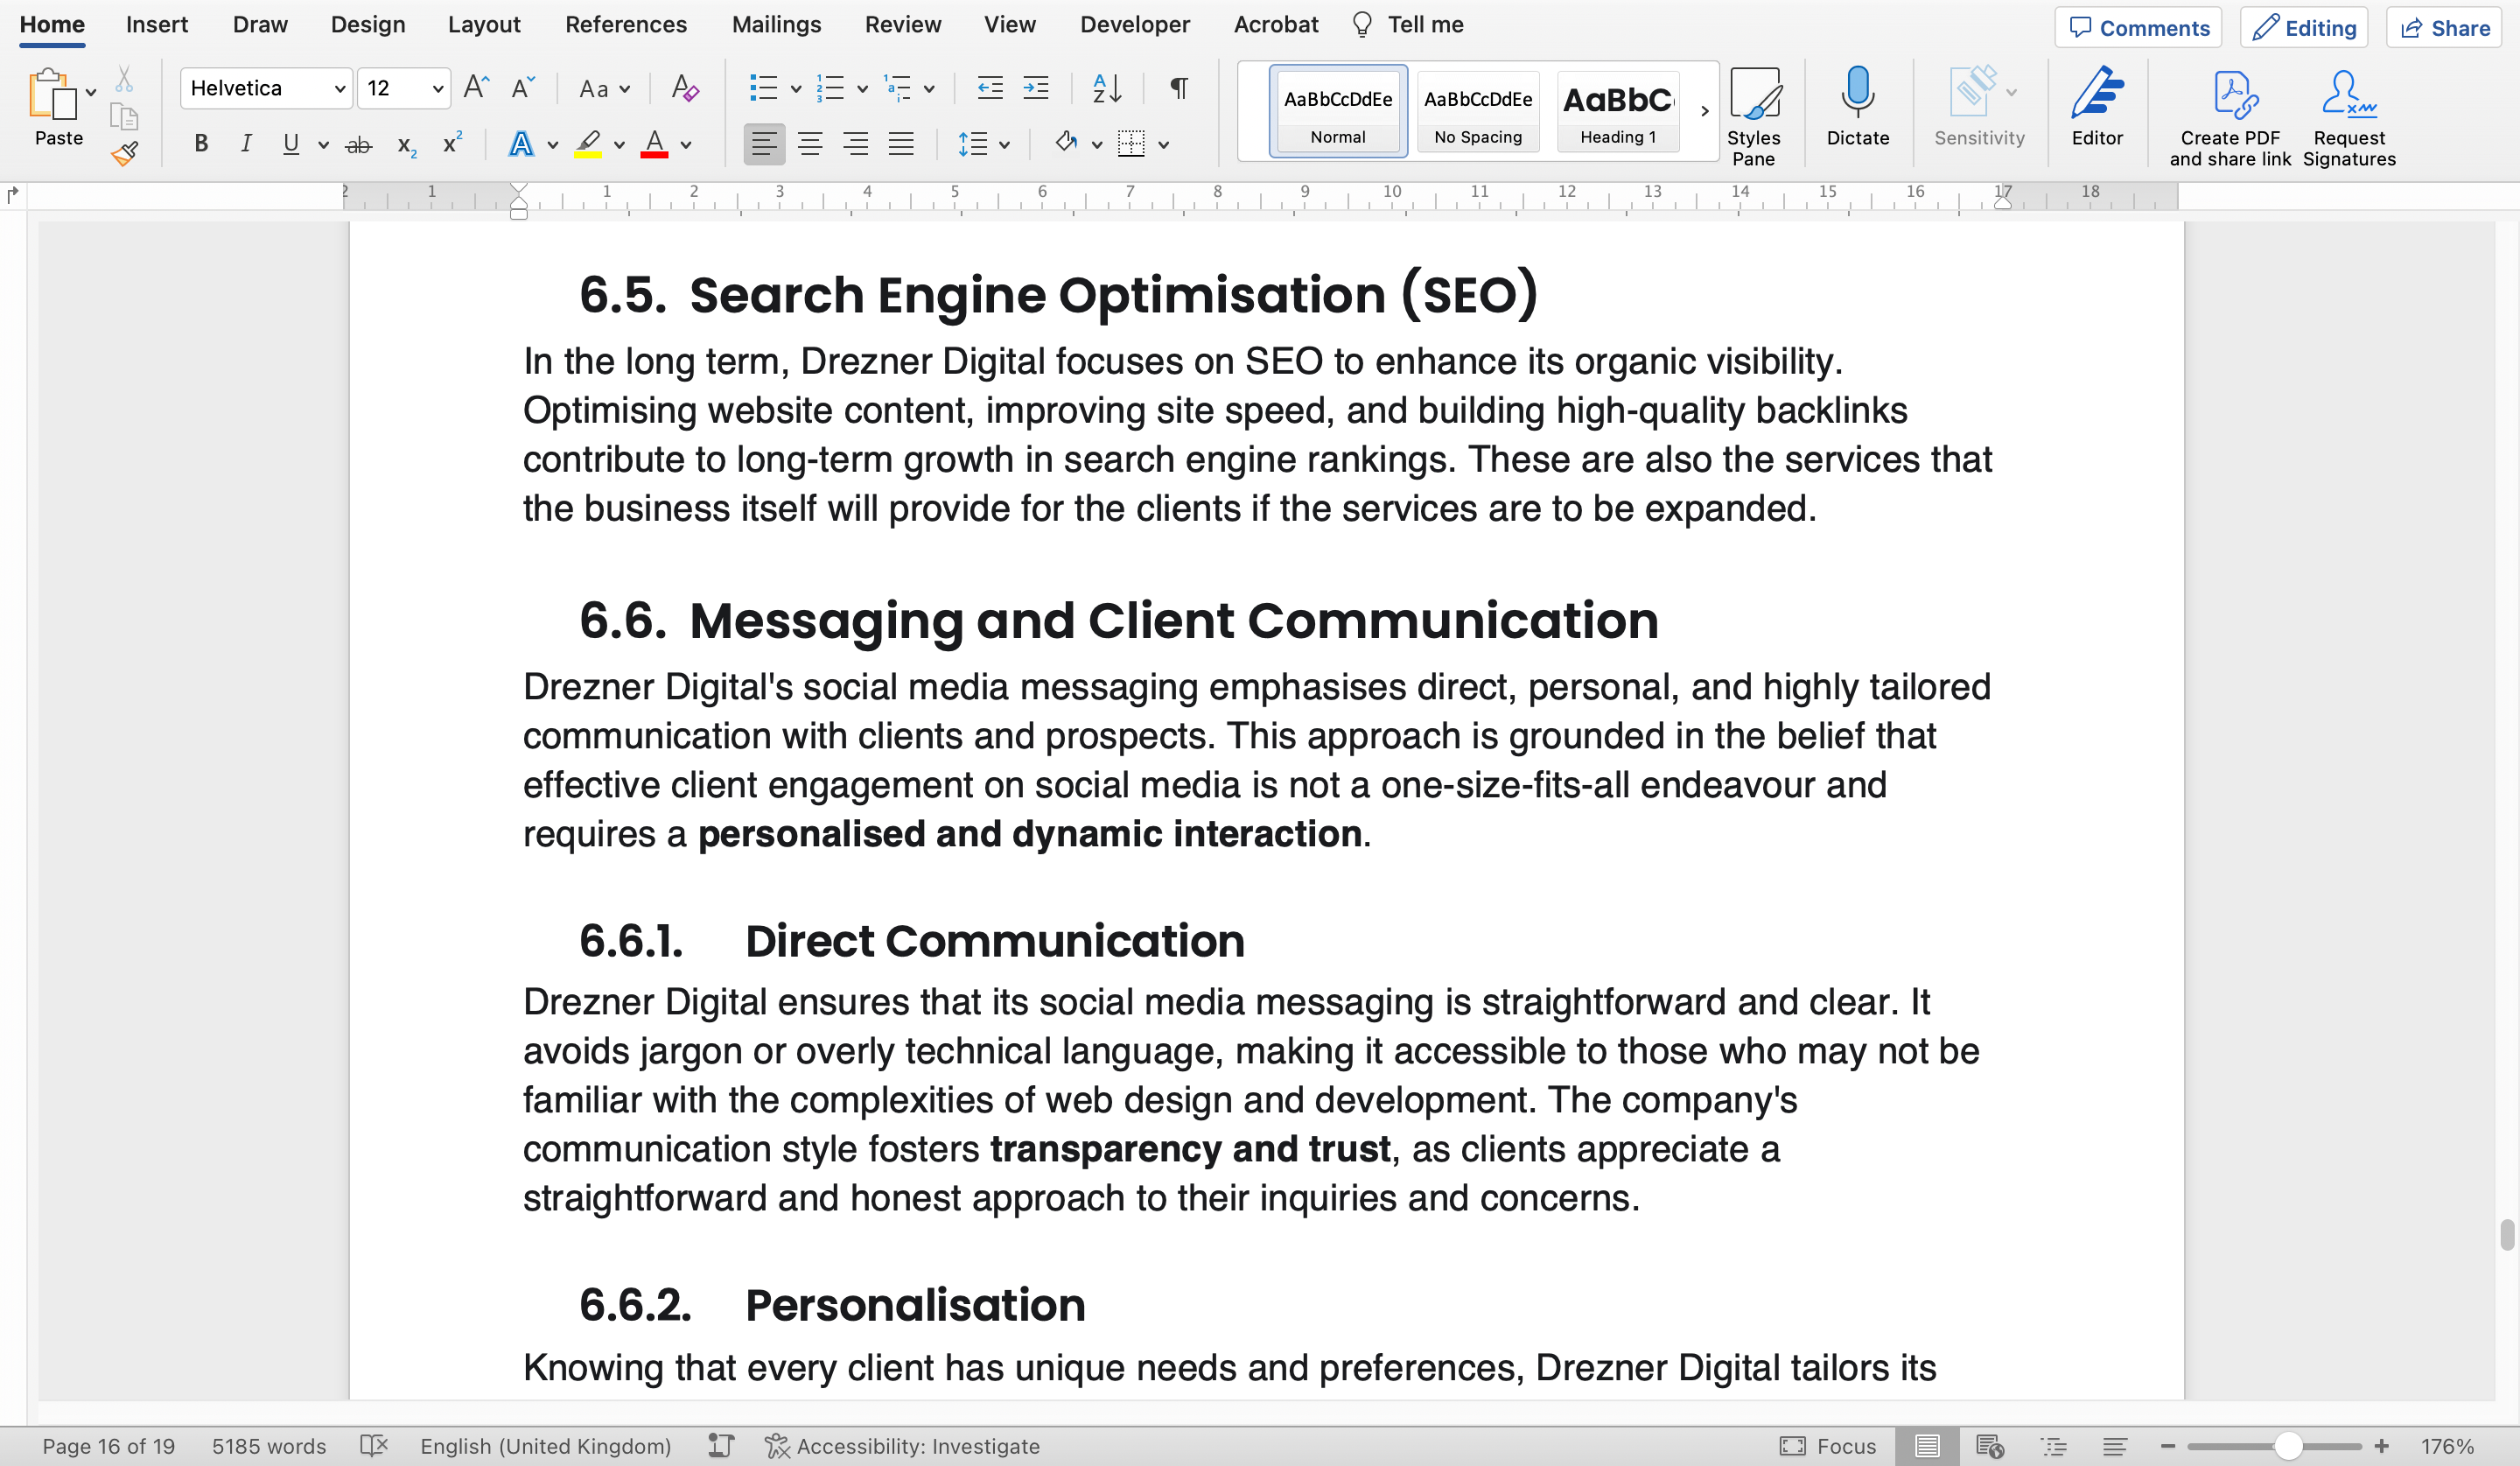 Home Insert Draw Design Layout References Mailings Review View Developer Acrobat Tell me Comments Editing Share
Paste Helvetica 12 Aa AaBbCcDdEe Normal AaBbCcDdEe No Spacing AaBbC Heading 1 Styles Pane Dictate Sensitivity Editor Create PDF and share link Request Signatures
2 1 1 2 3 4 5 6 7 8 9 10 11 12 13 14 15 16 17 18
6.5. Search Engine Optimisation (SEO)
In the long term, Drezner Digital focuses on SEO to enhance its organic visibility.
Optimising website content, improving site speed, and building high-quality backlinks
contribute to long-term growth in search engine rankings. These are also the services that
the business itself will provide for the clients if the services are to be expanded.
6.6. Messaging and Client Communication
Drezner Digital's social media messaging emphasises direct, personal, and highly tailored
communication with clients and prospects. This approach is grounded in the belief that
effective client engagement on social media is not a one-size-fits-all endeavour and
requires a personalised and dynamic interaction.
6.6.1. Direct Communication
Drezner Digital ensures that its social media messaging is straightforward and clear. It
avoids jargon or overly technical language, making it accessible to those who may not be
familiar with the complexities of web design and development. The company's
communication style fosters transparency and trust, as clients appreciate a
straightforward and honest approach to their inquiries and concerns.
6.6.2. Personalisation
Knowing that every client has unique needs and preferences, Drezner Digital tailors its
Page 16 of 19 5185 words English (United Kingdom) Accessibility: Investigate Focus 176%